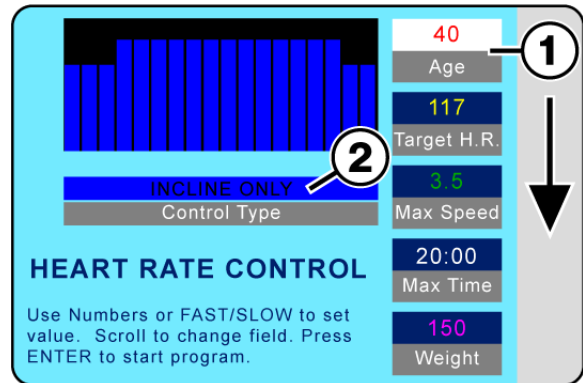 40
Age
1
117
Target H.R.
2
INCLINE ONLY
Control Type
3.5
Max Speed
HEART RATE CONTROL
20:00
Max Time
Use Numbers or FAST/SLOW to set
value. Scroll to change field. Press
ENTER to start program.
150
Weight